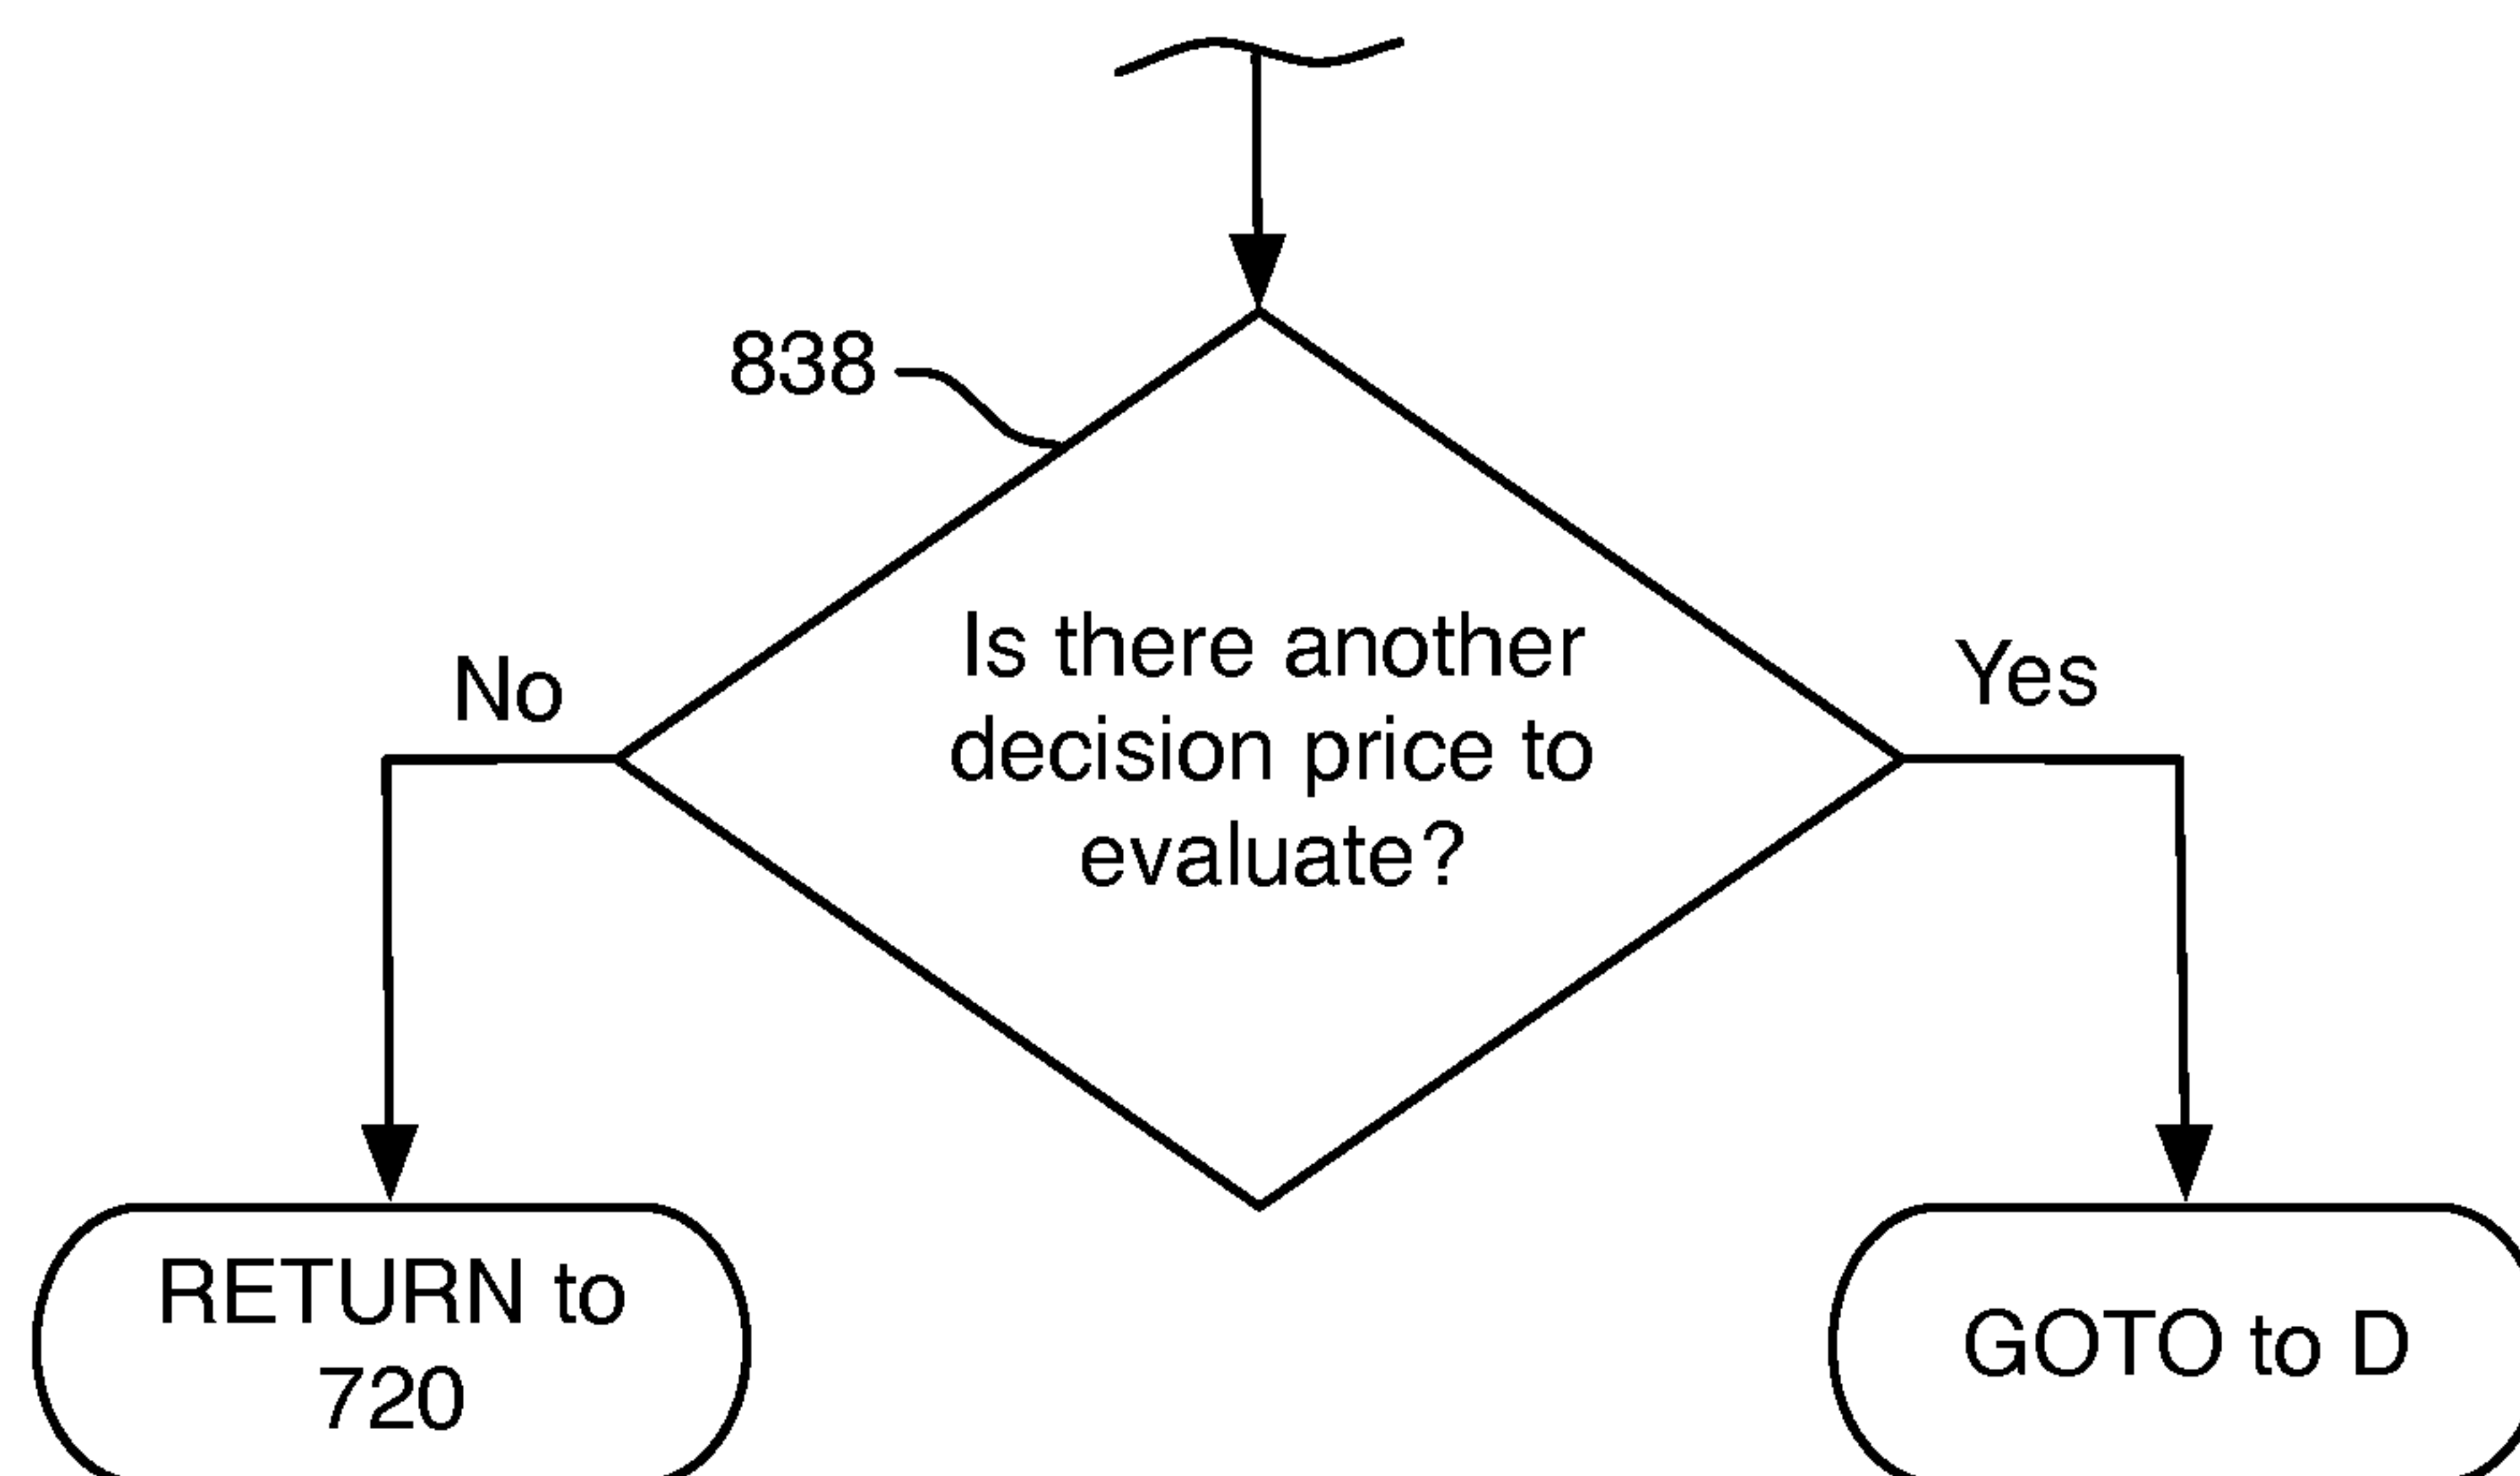 838
Is there another
decision price to
evaluate?
No
Yes
RETURN to
720
GOTO to D